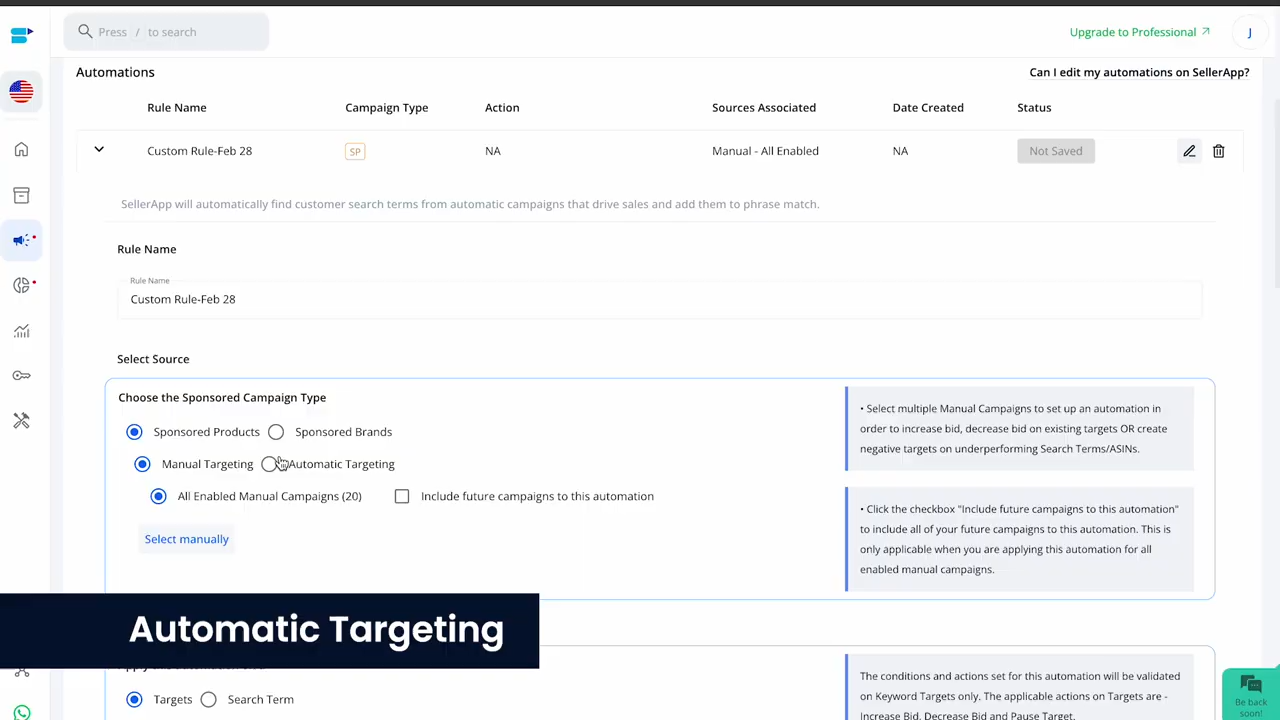 Press / to search
Upgrade to Professional
J
Automations
Can I edit my automations on SellerApp?
Rule Name
Campaign Type
Action
Sources Associated
Date Created
Status
Custom Rule-Feb 28
SP
NA
Manual - All Enabled
NA
Not Saved
SellerApp will automatically find customer search terms from automatic campaigns that drive sales and add them to phrase match.
Rule Name
Rule Name
Custom Rule-Feb 28
Select Source
Choose the Sponsored Campaign Type
Sponsored Products
Sponsored Brands
Manual Targeting
Automatic Targeting
All Enabled Manual Campaigns (20)
Include future campaigns to this automation
Select manually
• Select multiple Manual Campaigns to set up an automation in
order to increase bid, decrease bid on existing targets OR create
negative targets on underperforming Search Terms/ASINs.
• Click the checkbox "Include future campaigns to this automation"
to include all of your future campaigns to this automation. This is
only applicable when you are applying this automation for all
enabled manual campaigns.
Automatic Targeting
Targets
Search Term
The conditions and actions set for this automation will be validated
on Keyword Targets only. The applicable actions on Targets are -
Increase Bid, Decrease Bid and Pause Target.
Be back
soon!